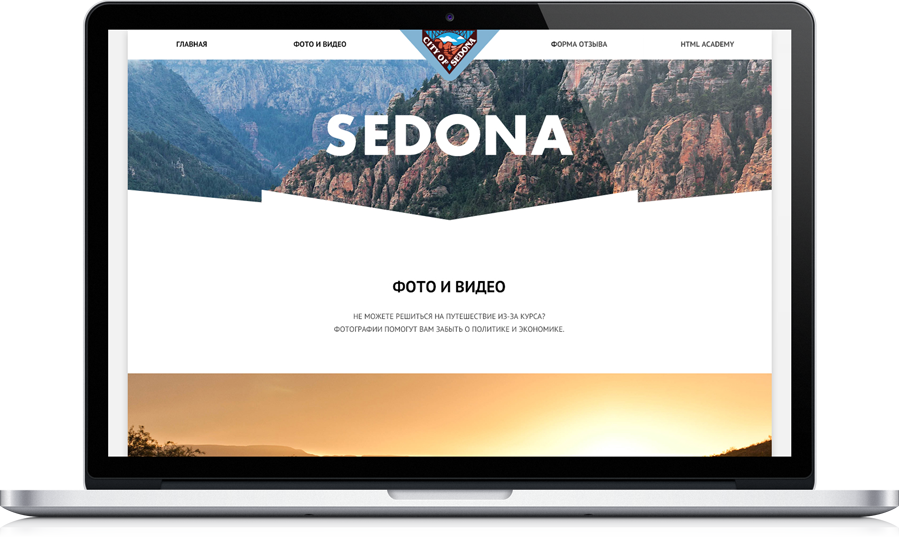 ГЛАВНАЯ
ФОТО И ВИДЕО
CITY OF SEDONA
ФОРМА ОТЗЫВА
HTML ACADEMY
SEDONA
ФОТО И ВИДЕО
НЕ МОЖЕТЕ РЕШИТЬСЯ НА ПУТЕШЕСТВИЕ ИЗ-ЗА КУРСА?
ФОТОГРАФИИ ПОМОГУТ ВАМ ЗАБЫТЬ О ПОЛИТИКЕ И ЭКОНОМИКЕ.